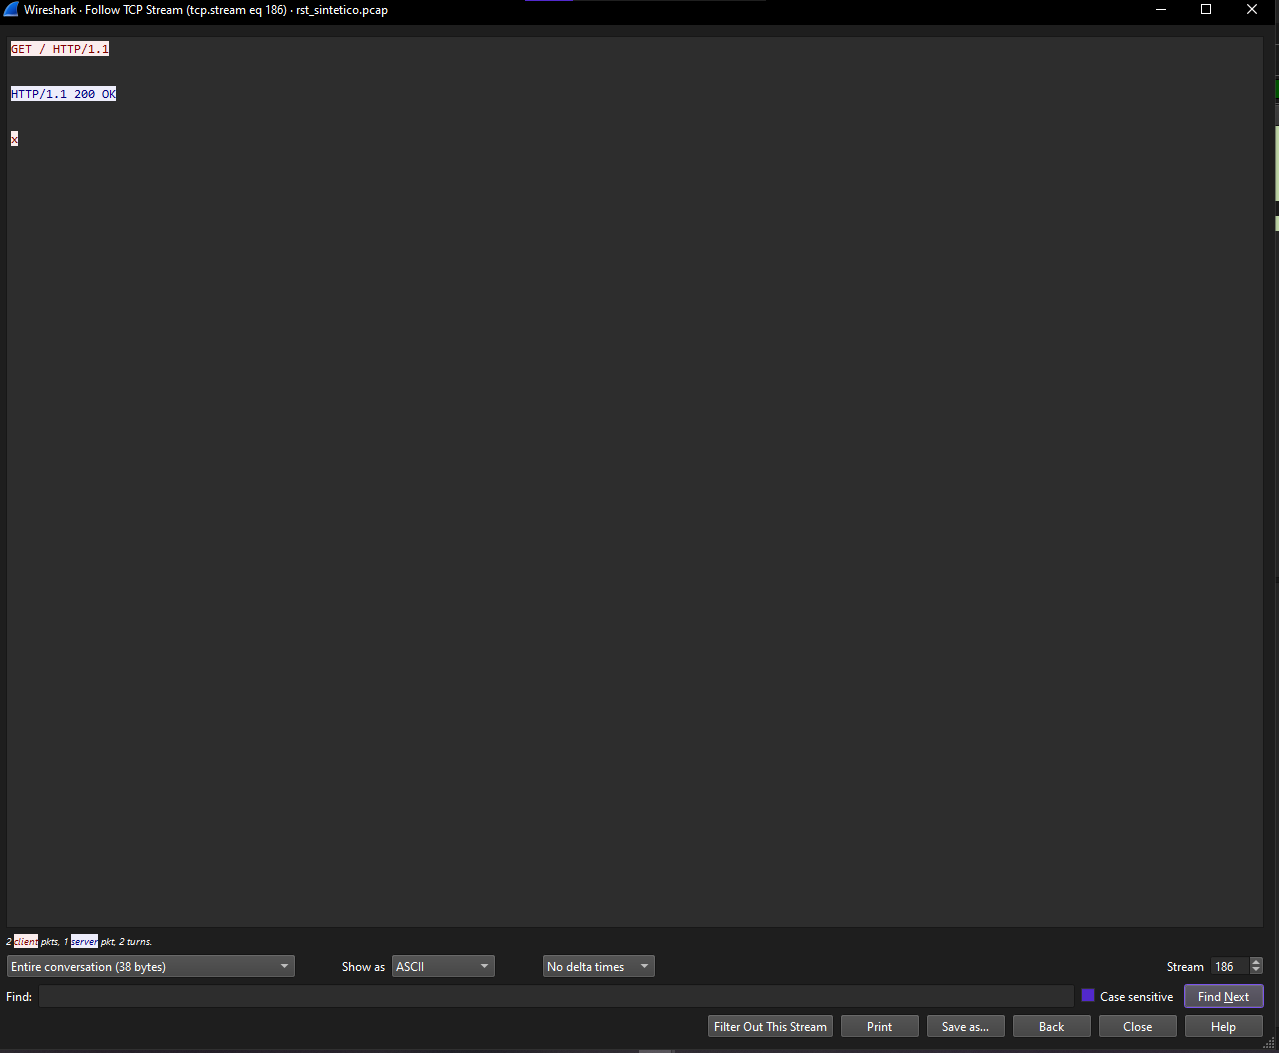 Wireshark · Follow TCP Stream (tcp.stream eq 186) · rst_sintetico.pcap
GET / HTTP/1.1
HTTP/1.1 200 OK
x
2 client pkts, 1 server pkt, 2 turns.
Entire conversation (38 bytes)
Show as
ASCII
No delta times
Stream
186
Find:
Case sensitive
Find Next
Filter Out This Stream
Print
Save as...
Back
Close
Help